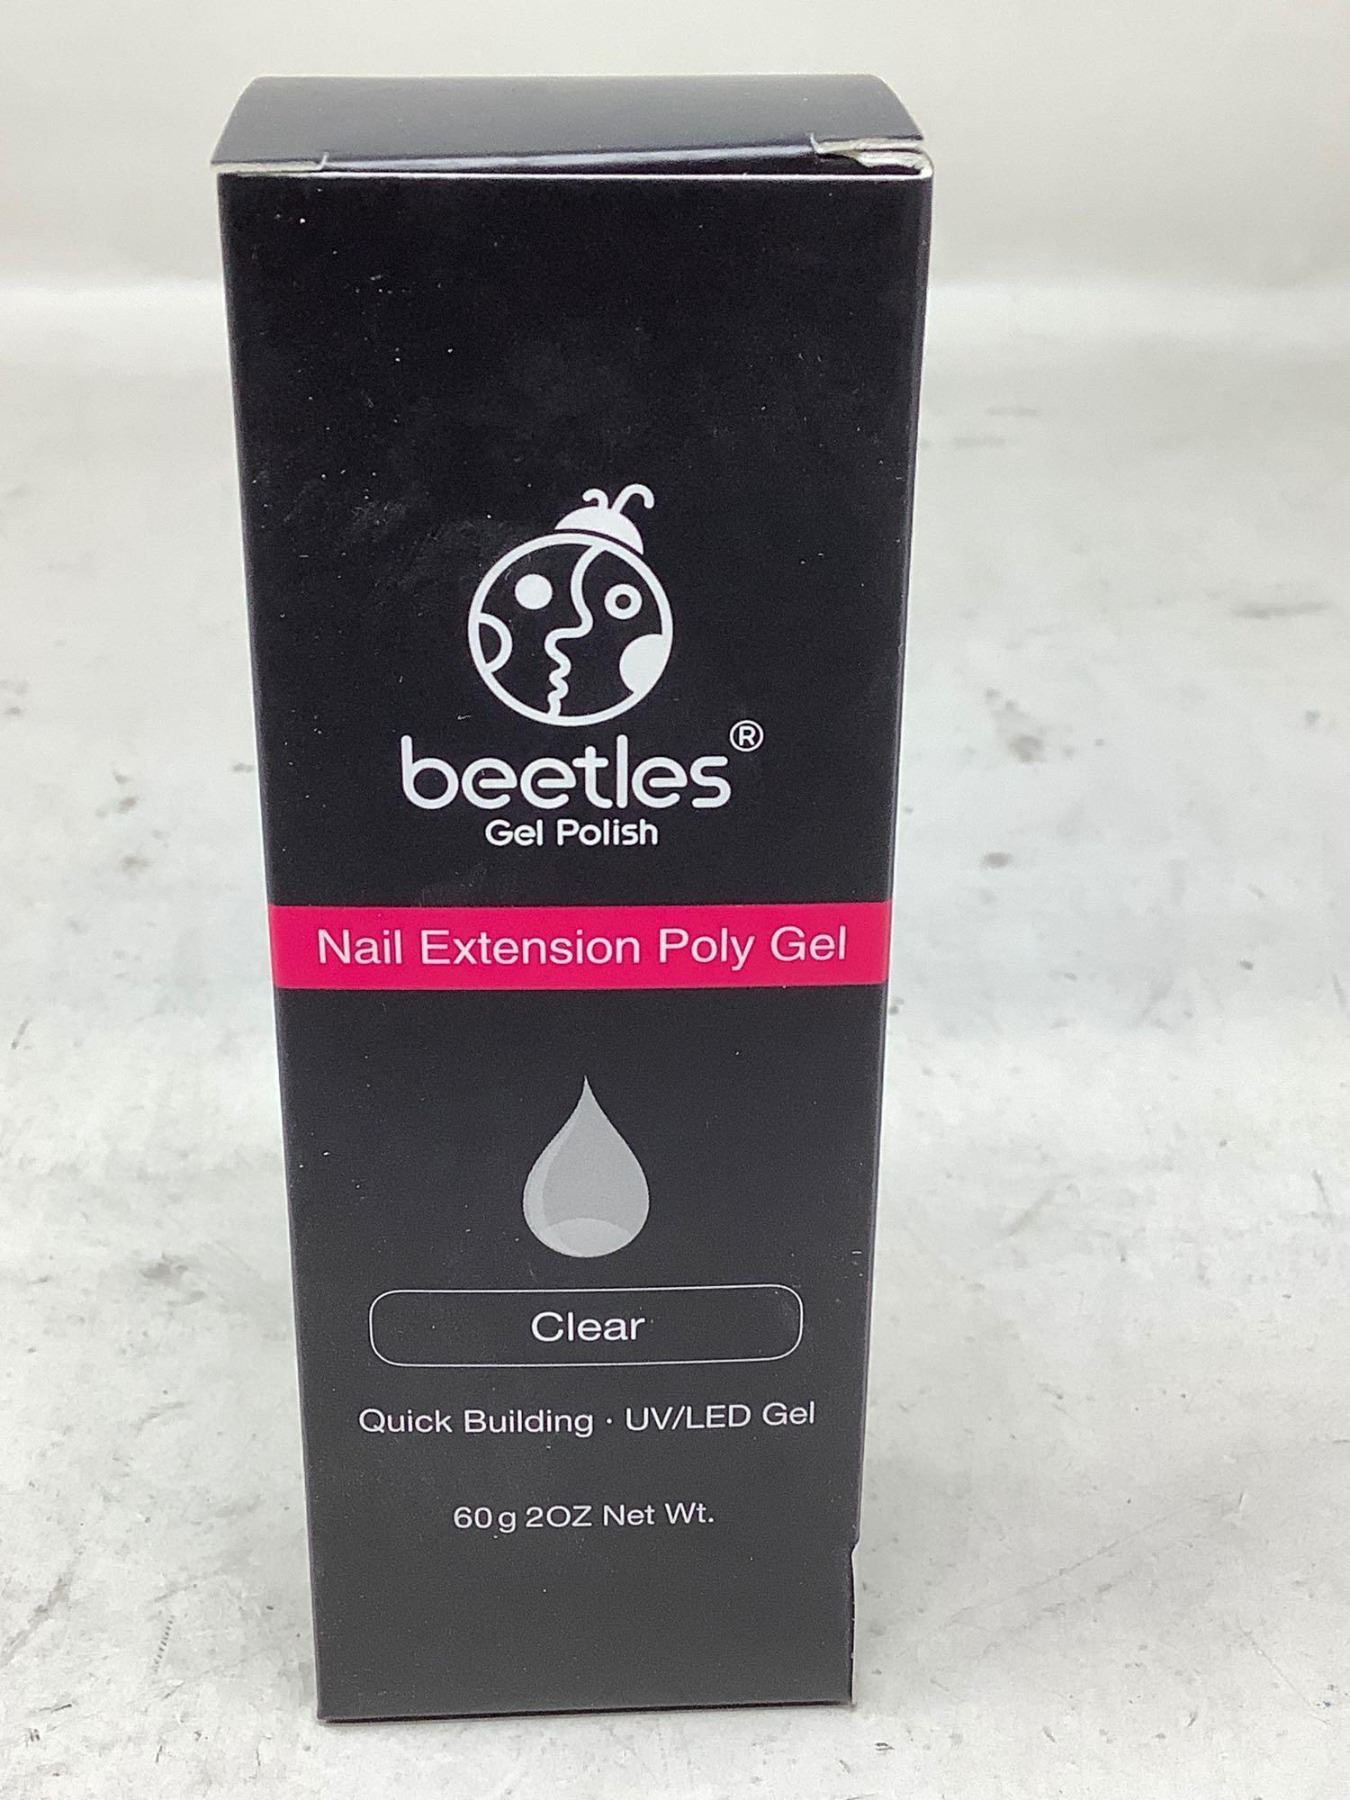 beetles®
Gel Polish
Nail Extension Poly Gel
Clear
Quick Building · UV/LED Gel
60g 2OZ Net Wt.